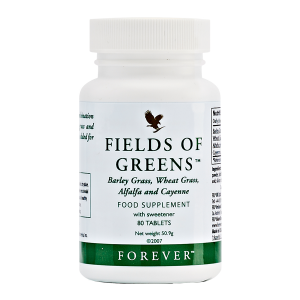 FIELDS OF
GREENS™
Barley Grass, Wheat Grass,
Alfalfa and Cayenne
FOOD SUPPLEMENT
with sweetener
80 TABLETS
Net weight 50.9g
©2007
FOREVER™